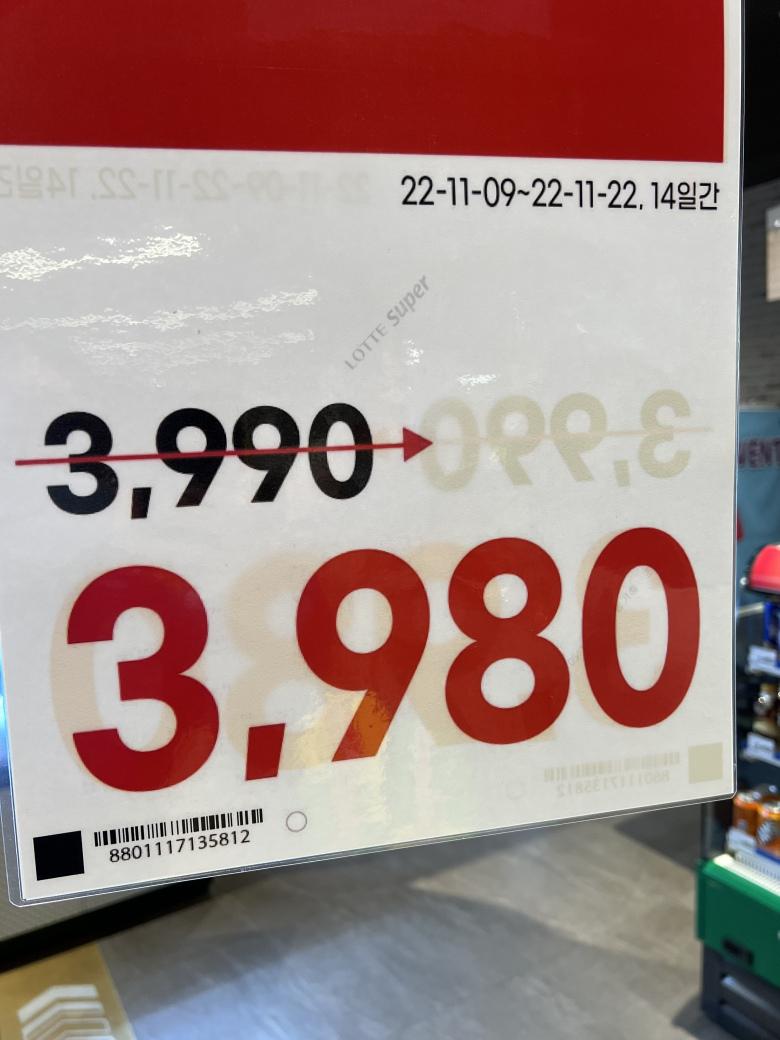 22-11-09~22-11-22, 14일간
LOTTE Super
3,990
3,980
8801117135812